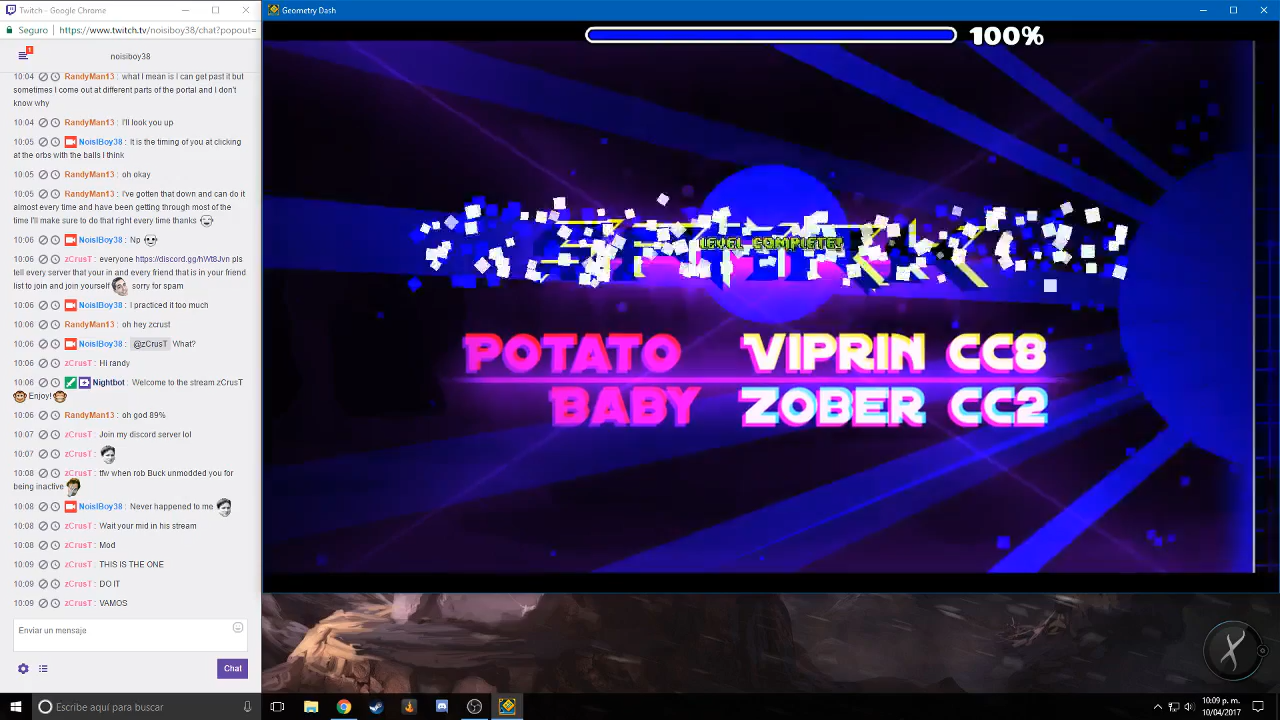 Twitch - Google Chrome
Seguro https://www.twitch.tv/noisiboy38/chat?popout=
1
noisiboy38
10:04 RandyMan13 : what I mean is I can get past it but
sometimes I come out at different parts of the portal and I don't
know why
10:04 RandyMan13 : I'll look you up
10:05 NoisIBoy38 : It is the timing of you at clicking
at the orbs with the balls I think
10:05 RandyMan13 : oh okay
10:05 RandyMan13 : I've gotten that down and can do it
almost every time and have been getting through most of the
time I'll make sure to do that right every time thanks
10:06 NoisIBoy38 : Np
10:06 zCrusT : Hey guys https://discord.gg/hWt8Jvn pls
tell every server that your in and every friend that is in your friend
list to join and join yourself sorry for spam
10:06 NoisIBoy38 : I practiced it too much
10:06 RandyMan13 : oh hey zcrust
10:06 NoisIBoy38 : @zCrusT What?
10:06 zCrusT : Hi randy
10:06 Nightbot : Welcome to the stream zCrusT
Enjoy!
10:06 RandyMan13 : oh god 89%
10:07 zCrusT : Join my discord server lol
10:07 zCrusT :
10:08 zCrusT : tfw when rob Buck unmodded you for
being inactive
10:08 NoisIBoy38 : Never happened to me
10:08 zCrusT : Wait your mid in his stream
10:08 zCrusT : Mod
10:09 zCrusT : THIS IS THE ONE
10:09 zCrusT : DO IT
10:09 zCrusT : VAMOS
Enviar un mensaje
Chat
Geometry Dash
100%
LEVEL COMPLETE!
POTATO VIPRIN CC8
BABY ZOBER CC2
Escribe aquí para buscar
10:09 p. m.
10/04/2017